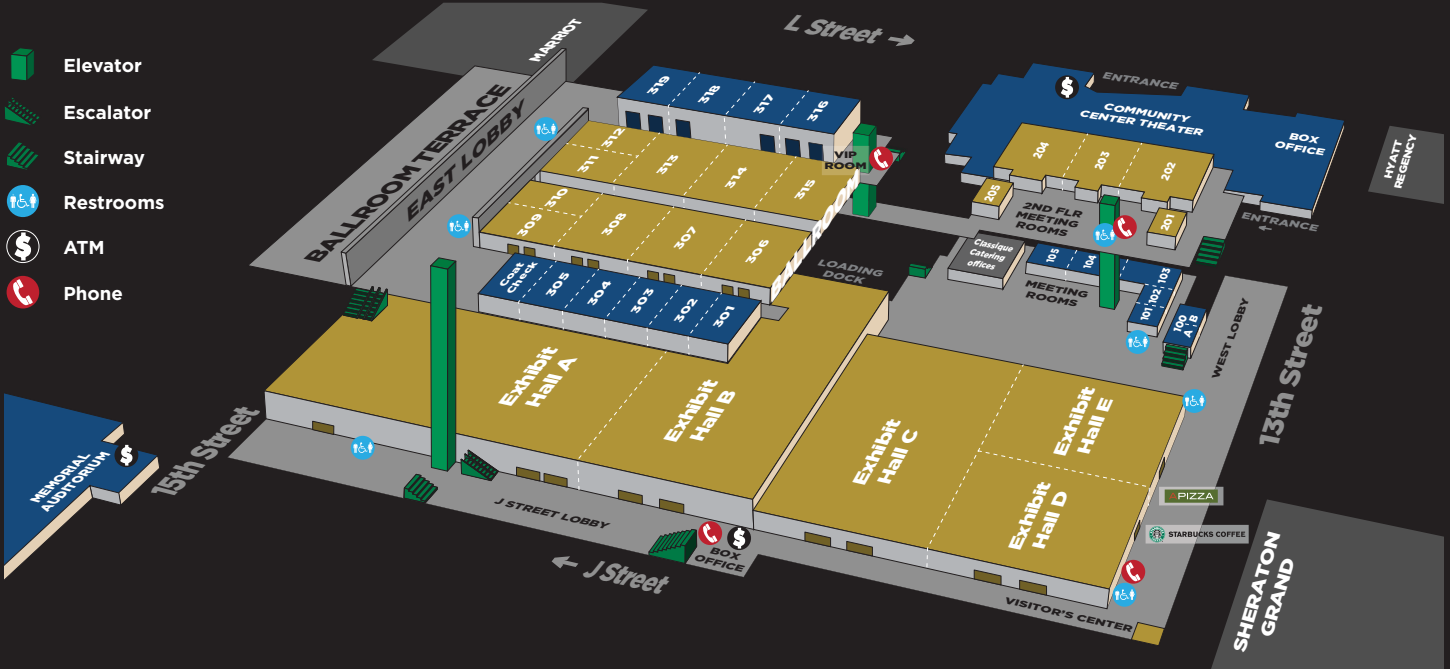 Elevator
Escalator
Stairway
Restrooms
ATM
Phone
MARRIOT
L Street →
BALLROOM TERRACE
EAST LOBBY
319
318
317
316
312
311
313
314
315
VIP
ROOM
BALLROOM
310
309
308
307
306
Coat
Check
305
304
303
302
301
ENTRANCE
COMMUNITY
CENTER THEATER
BOX
OFFICE
HYATT
REGENCY
204
203
202
205
201
2ND FLR
MEETING
ROOMS
ENTRANCE
←
LOADING
DOCK
Classique
Catering
offices
105
104
103
102
101
MEETING
ROOMS
100
A B
WEST LOBBY
13th Street
Exhibit
Hall A
Exhibit
Hall B
Exhibit
Hall C
Exhibit
Hall E
Exhibit
Hall D
15th Street
MEMORIAL
AUDITORIUM
J STREET LOBBY
BOX
OFFICE
← J Street
PIZZA
STARBUCKS COFFEE
VISITOR'S CENTER
SHERATON
GRAND